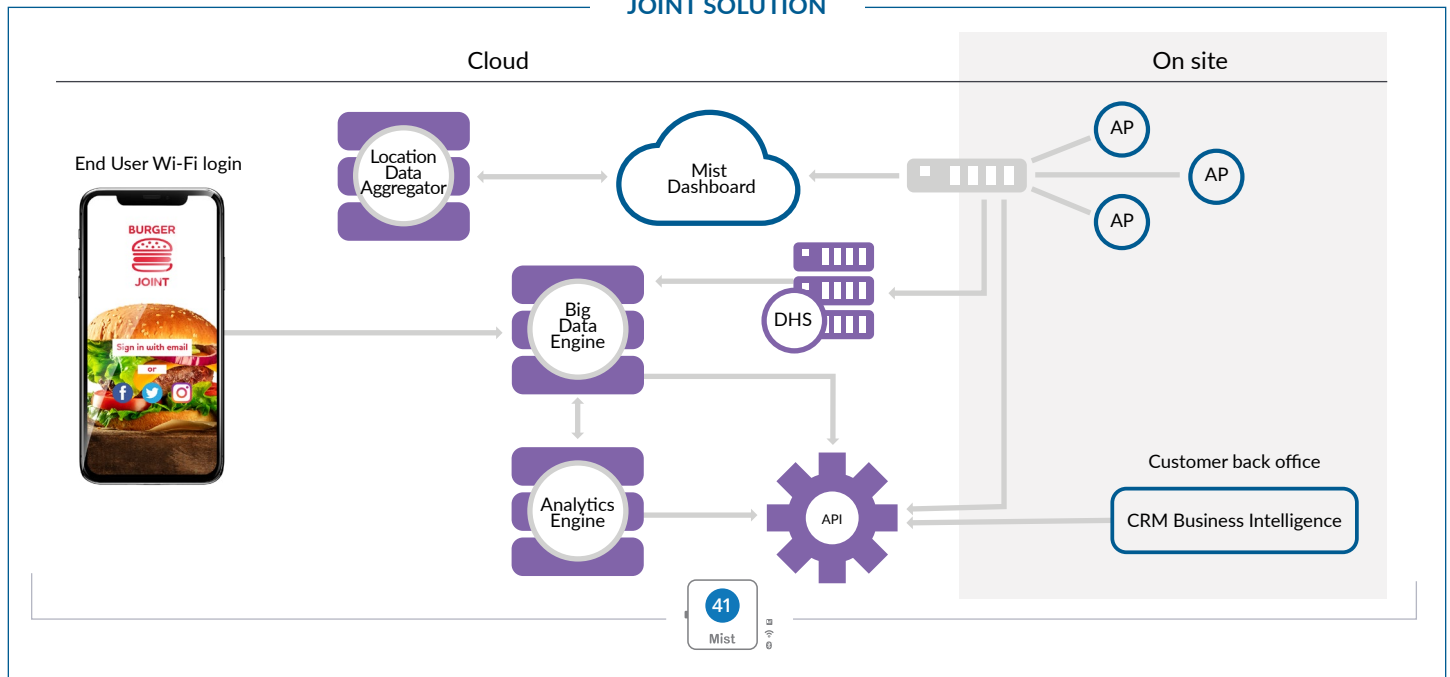 JOINT SOLUTION
Cloud
On site
End User Wi-Fi login
BURGER
JOINT
Sign in with email
or
Location
Data
Aggregator
Mist
Dashboard
AP
AP
AP
Big
Data
Engine
DHS
Analytics
Engine
API
Customer back office
CRM Business Intelligence
41
Mist